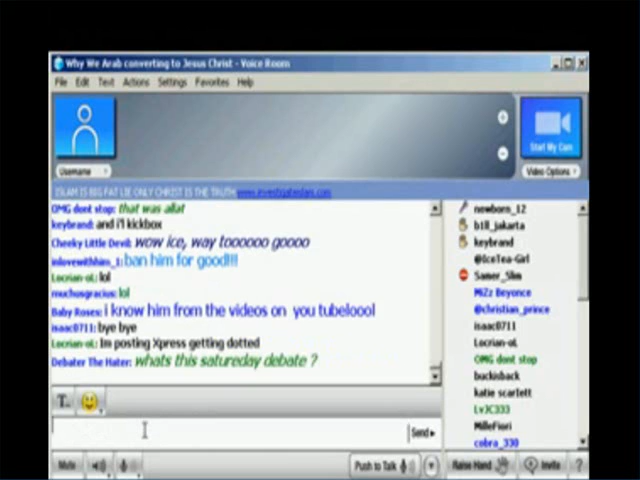 Why We Arab converting to Jesus Christ - Voice Room
File Edit Text Actions Settings Favorites Help
Start My Cam
Username
Video Options
ISLAM IS BIG FAT LIE ONLY CHRIST IS THE TRUTH www.investigateislam.com
OMG dont stop: that was allat
keybrand: and i'l kickbox
Cheeky Little Devil: wow ice, way toooooo goooo
inlovewithhim_1: ban him for good!!!
Locrian-oL: lol
muchosgracius: lol
Baby Roses: i know him from the videos on you tubeloool
isaac0711: bye bye
Locrian-oL: Im posting Xpress getting dotted
Debater The Hater: whats this satureday debate ?
newborn_12
b1ll_jakarta
keybrand
@IceTea-Girl
Samer_Slm
MiZz Beyonce
@christian_prince
isaac0711
Locrian-oL
OMG dont stop
buckisback
katie scarlett
LvJC333
MilleFiori
cobra_330
T..
Send
Mute
Push to Talk
Raise Hand
Invite
?